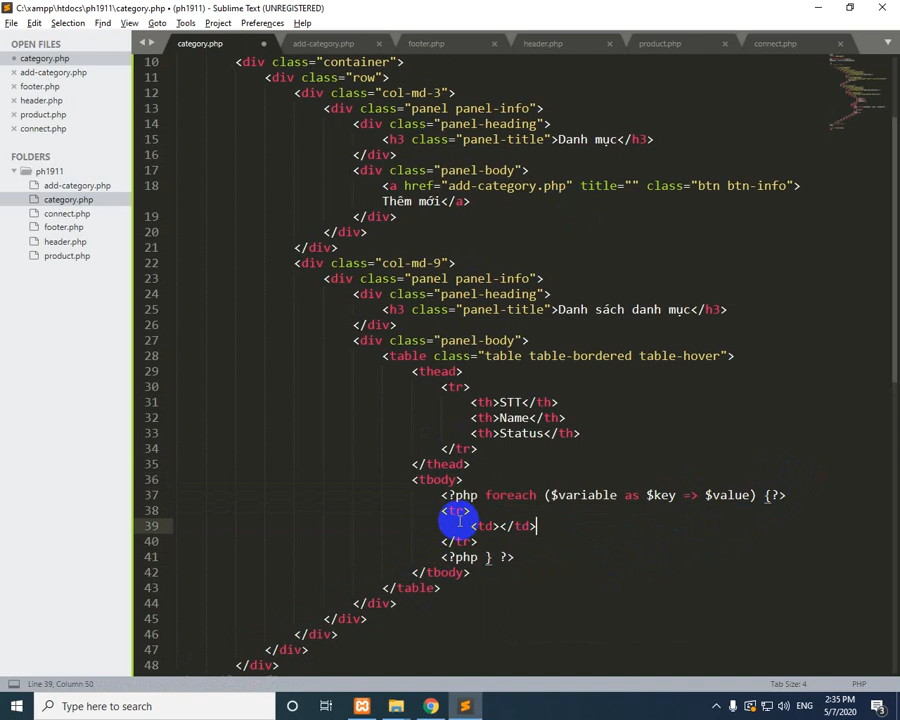 C:\xampp\htdocs\ph1911\category.php • (ph1911) - Sublime Text (UNREGISTERED)
File Edit Selection Find View Goto Tools Project Preferences Help
OPEN FILES
category.php
add-category.php
footer.php
header.php
product.php
connect.php
FOLDERS
ph1911
add-category.php
category.php
connect.php
footer.php
header.php
product.php
category.php add-category.php footer.php header.php product.php connect.php
10 <div class="container">
11 <div class="row">
12 <div class="col-md-3">
13 <div class="panel panel-info">
14 <div class="panel-heading">
15 <h3 class="panel-title">Danh mục</h3>
16 </div>
17 <div class="panel-body">
18 <a href="add-category.php" title="" class="btn btn-info">
Thêm mới</a>
19 </div>
20 </div>
21 </div>
22 <div class="col-md-9">
23 <div class="panel panel-info">
24 <div class="panel-heading">
25 <h3 class="panel-title">Danh sách danh mục</h3>
26 </div>
27 <div class="panel-body">
28 <table class="table table-bordered table-hover">
29 <thead>
30 <tr>
31 <th>STT</th>
32 <th>Name</th>
33 <th>Status</th>
34 </tr>
35 </thead>
36 <tbody>
37 <?php foreach ($variable as $key => $value) {?>
38 <tr>
39 <td></td>
40 </tr>
41 <?php } ?>
42 </tbody>
43 </table>
44 </div>
45 </div>
46 </div>
47 </div>
48 </div>
Line 39, Column 50 Tab Size: 4 PHP
Type here to search
ENG
2:35 PM
5/7/2020
3